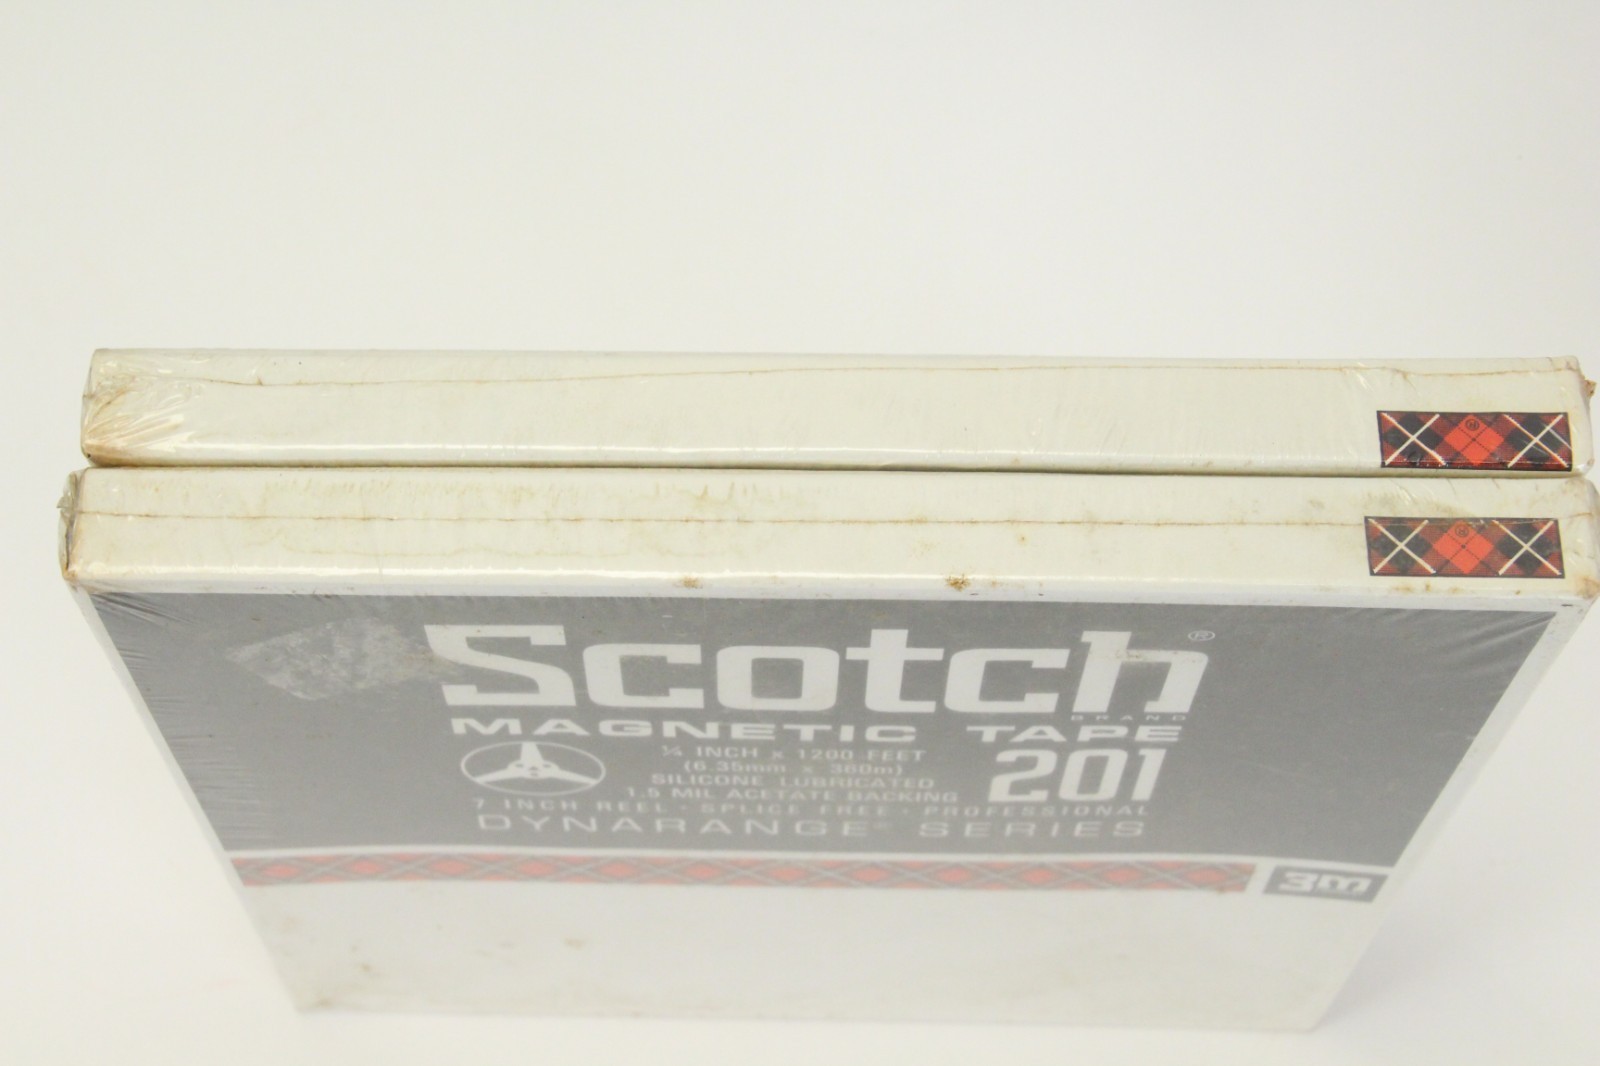 Scotch®
BRAND
MAGNETIC TAPE
¼ INCH x 1200 FEET
(6.35mm x 360m)
SILICONE LUBRICATED
1.5 MIL ACETATE BACKING
201
7 INCH REEL · SPLICE FREE · PROFESSIONAL
DYNARANGE™ SERIES
3M